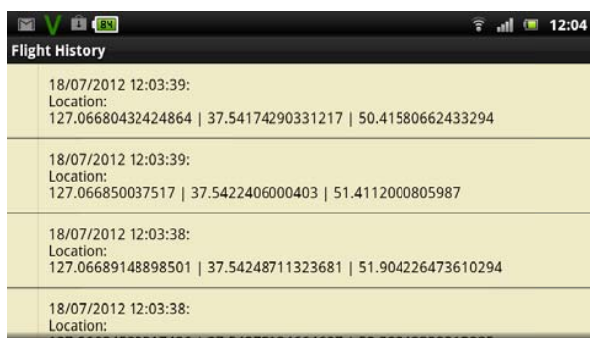 84
12:04
Flight History
18/07/2012 12:03:39:
Location:
127.06680432424864 | 37.54174290331217 | 50.41580662433294
18/07/2012 12:03:39:
Location:
127.066850037517 | 37.5422406000403 | 51.4112000805987
18/07/2012 12:03:38:
Location:
127.06689148898501 | 37.54248711323681 | 51.904226473610294
18/07/2012 12:03:38:
Location: